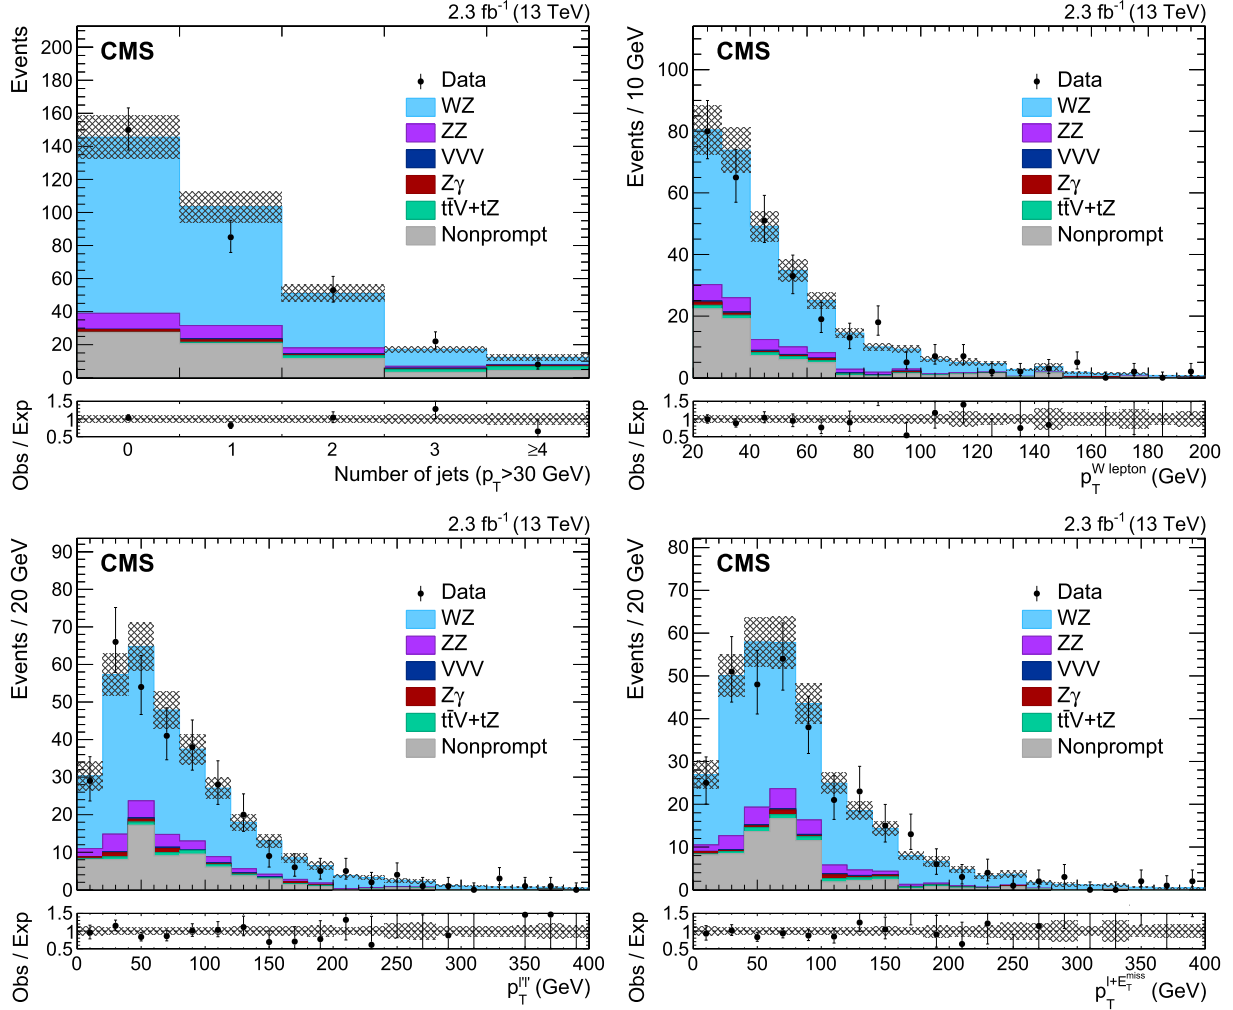 2.3 fb⁻¹ (13 TeV)
CMS
Events
200
180
160
140
120
100
80
60
40
20
0
Data
WZ
ZZ
VVV
Zγ
tt̄V+tZ
Nonprompt
Obs / Exp
1.5
1
0.5
0 1 2 3 ≥4
Number of jets (p_T>30 GeV)
2.3 fb⁻¹ (13 TeV)
CMS
Events / 10 GeV
100
80
60
40
20
0
Data
WZ
ZZ
VVV
Zγ
tt̄V+tZ
Nonprompt
Obs / Exp
1.5
1
0.5
20 40 60 80 100 120 140 160 180 200
p_T^{W lepton} (GeV)
2.3 fb⁻¹ (13 TeV)
CMS
Events / 20 GeV
90
80
70
60
50
40
30
20
10
0
Data
WZ
ZZ
VVV
Zγ
tt̄V+tZ
Nonprompt
Obs / Exp
1.5
1
0.5
0 50 100 150 200 250 300 350 400
p_T^{l'l'} (GeV)
2.3 fb⁻¹ (13 TeV)
CMS
Events / 20 GeV
80
70
60
50
40
30
20
10
0
Data
WZ
ZZ
VVV
Zγ
tt̄V+tZ
Nonprompt
Obs / Exp
1.5
1
0.5
0 50 100 150 200 250 300 350 400
p_T^{l+E_T^{miss}} (GeV)